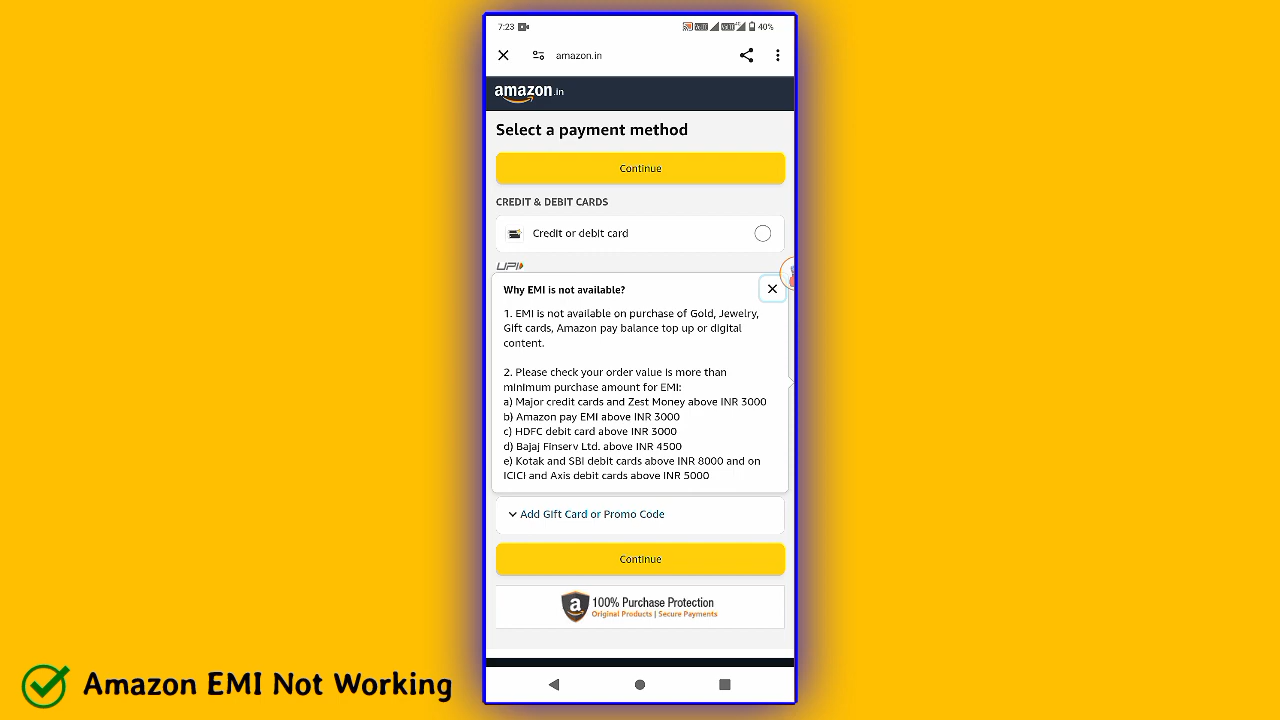 7:23
40%
amazon.in
amazon.in
Select a payment method
Continue
CREDIT & DEBIT CARDS
Credit or debit card
UPI
Why EMI is not available?
1. EMI is not available on purchase of Gold, Jewelry,
Gift cards, Amazon pay balance top up or digital
content.
2. Please check your order value is more than
minimum purchase amount for EMI:
a) Major credit cards and Zest Money above INR 3000
b) Amazon pay EMI above INR 3000
c) HDFC debit card above INR 3000
d) Bajaj Finserv Ltd. above INR 4500
e) Kotak and SBI debit cards above INR 8000 and on
ICICI and Axis debit cards above INR 5000
Add Gift Card or Promo Code
Continue
a 100% Purchase Protection
Original Products | Secure Payments
Amazon EMI Not Working